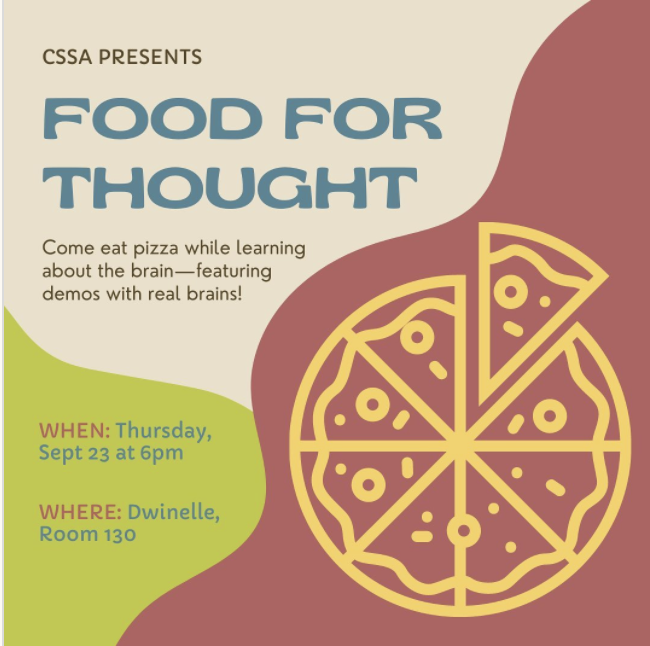 CSSA PRESENTS
FOOD FOR
THOUGHT
Come eat pizza while learning
about the brain—featuring
demos with real brains!
WHEN: Thursday,
Sept 23 at 6pm
WHERE: Dwinelle,
Room 130